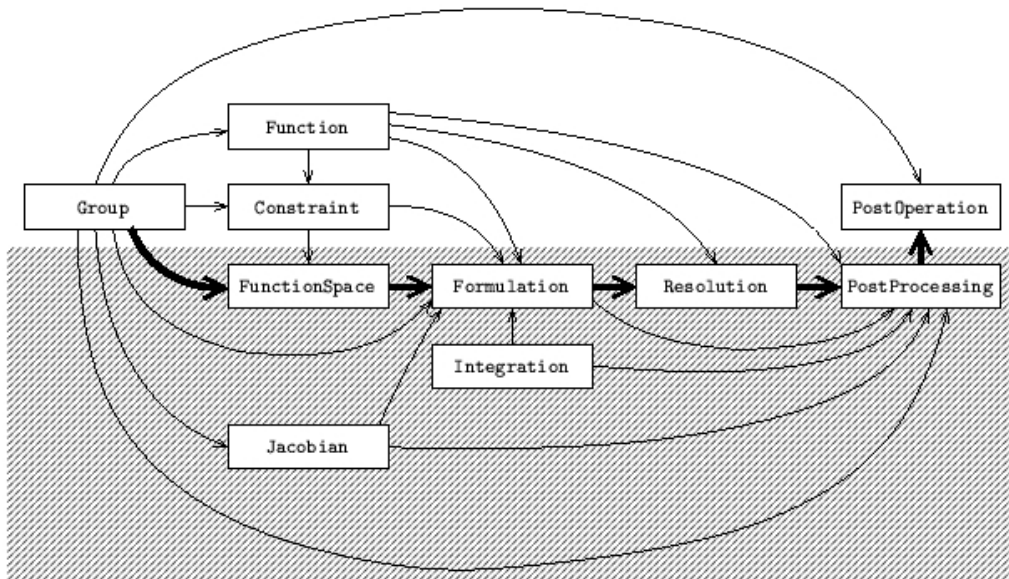 Function
Group
Constraint
PostOperation
FunctionSpace
Formulation
Resolution
PostProcessing
Integration
Jacobian